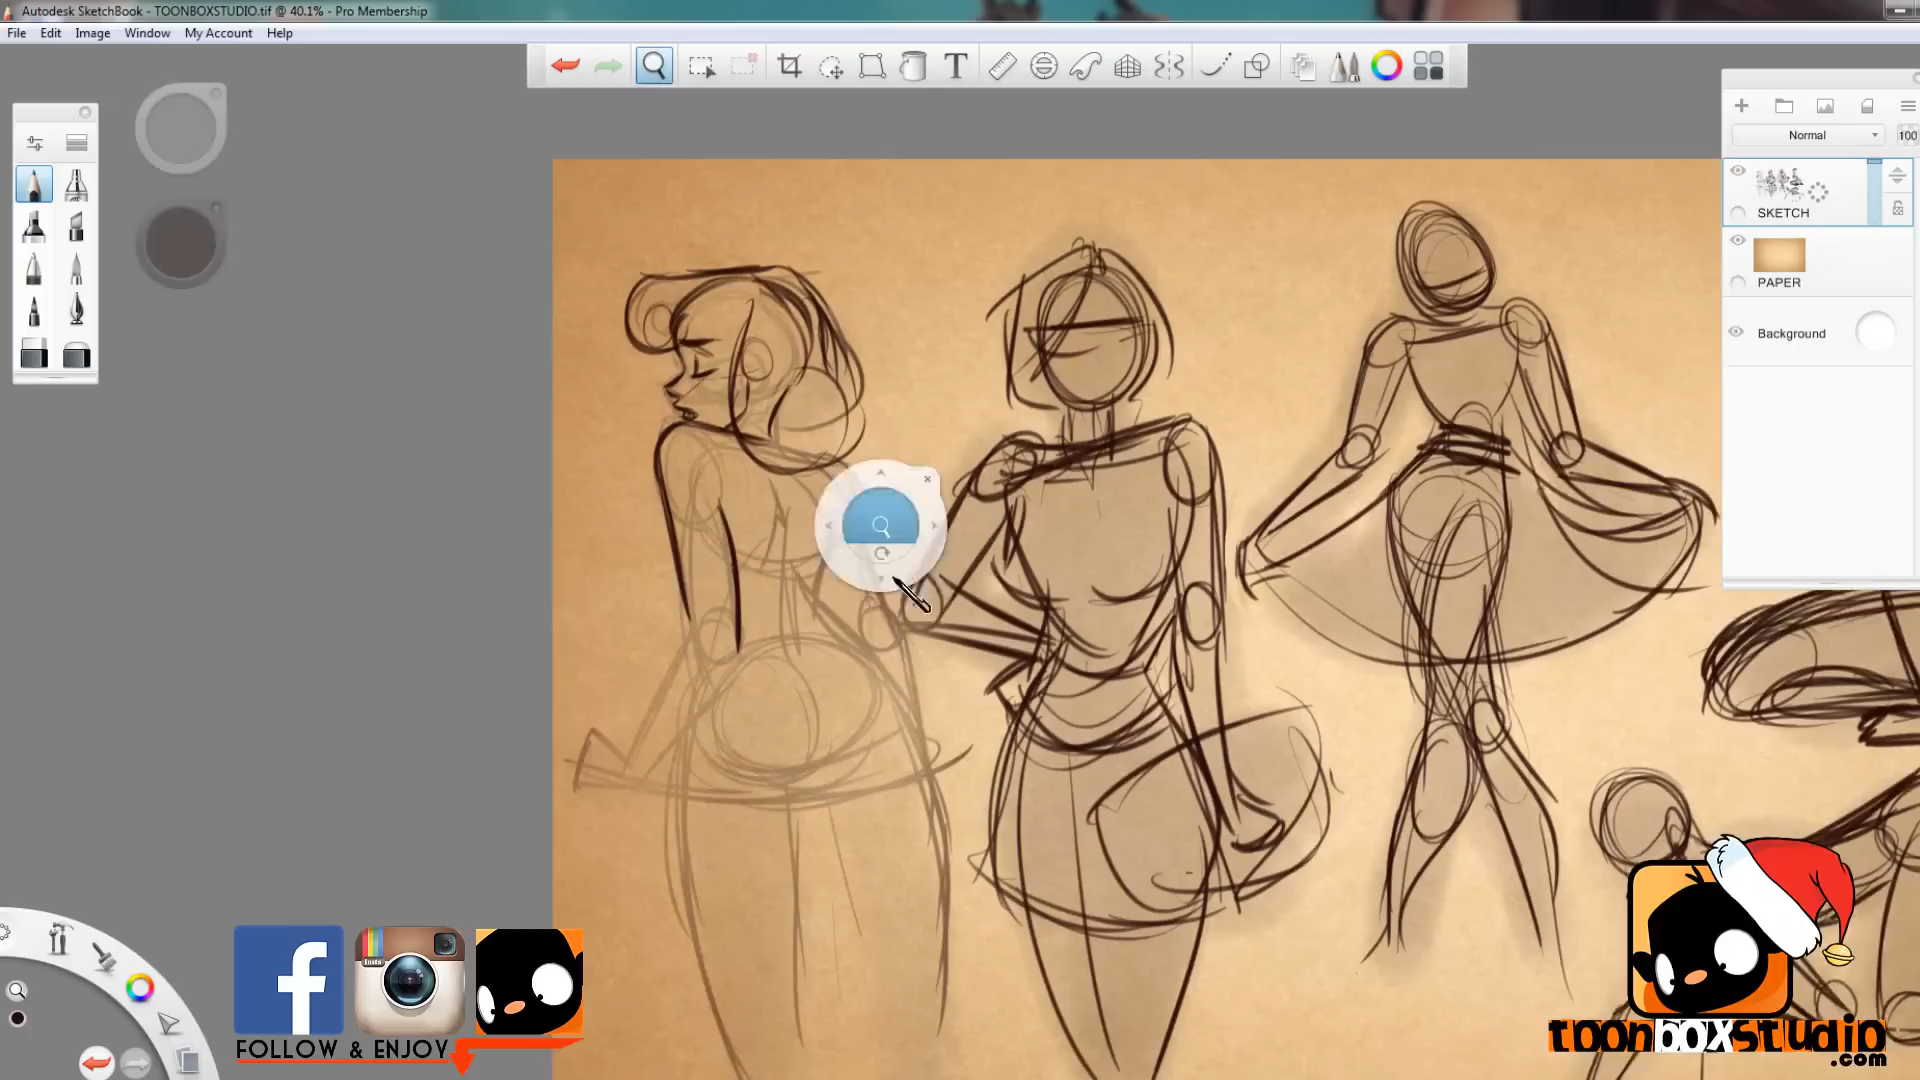 Autodesk SketchBook - TOONBOXSTUDIO.tif @ 40.1% - Pro Membership
File Edit Image Window My Account Help
T
Normal 100
SKETCH
PAPER
Background
f
Insta
FOLLOW & ENJOY
toonboxstudio
.com